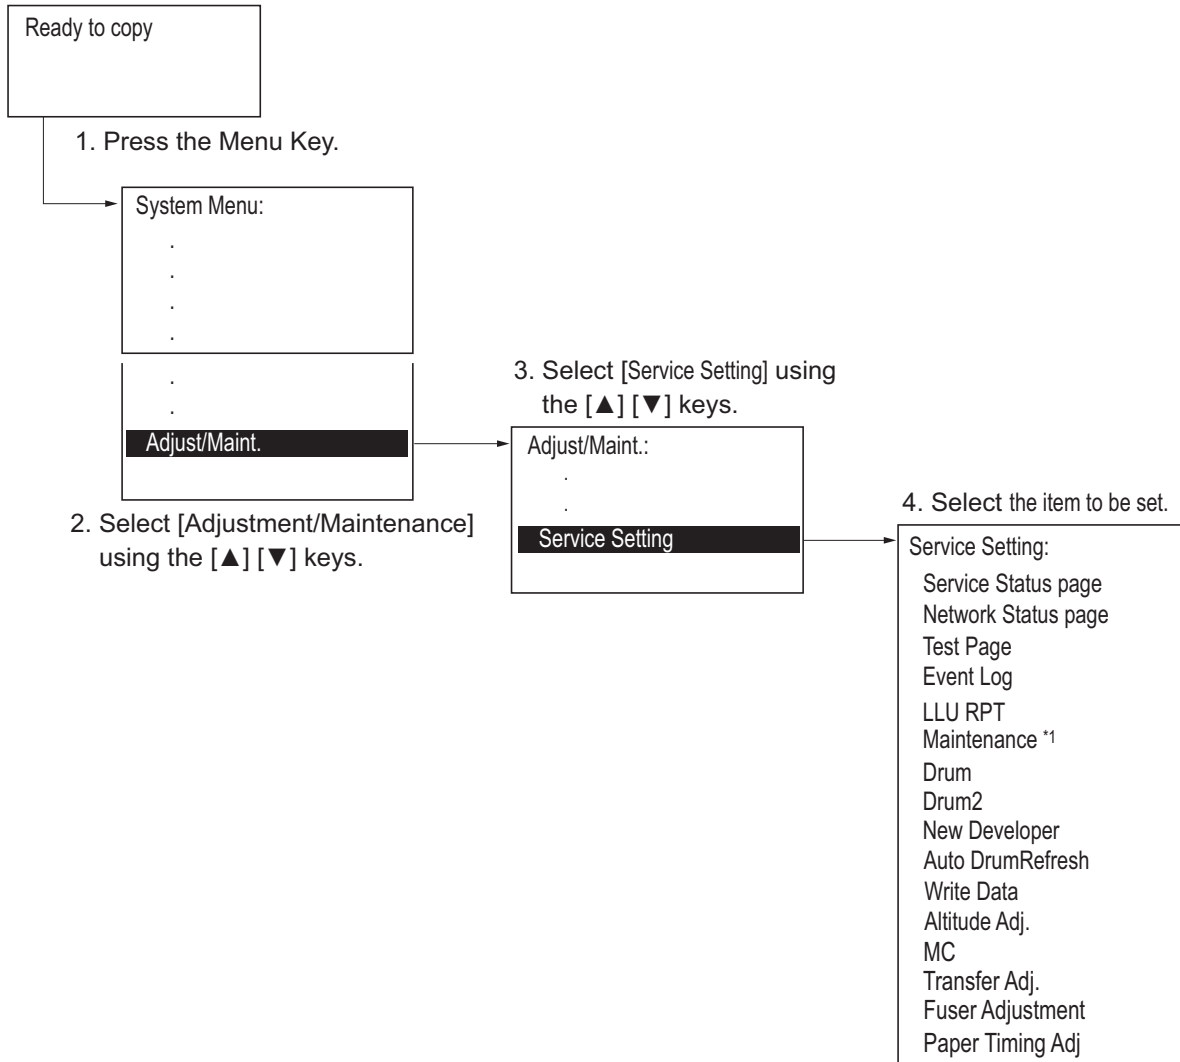 Ready to copy
1. Press the Menu Key.
System Menu:
.
.
.
.
.
.
Adjust/Maint.
2. Select [Adjustment/Maintenance]
using the [▲] [▼] keys.
3. Select [Service Setting] using
the [▲] [▼] keys.
Adjust/Maint.:
.
.
Service Setting
4. Select the item to be set.
Service Setting:
Service Status page
Network Status page
Test Page
Event Log
LLU RPT
Maintenance *1
Drum
Drum2
New Developer
Auto DrumRefresh
Write Data
Altitude Adj.
MC
Transfer Adj.
Fuser Adjustment
Paper Timing Adj